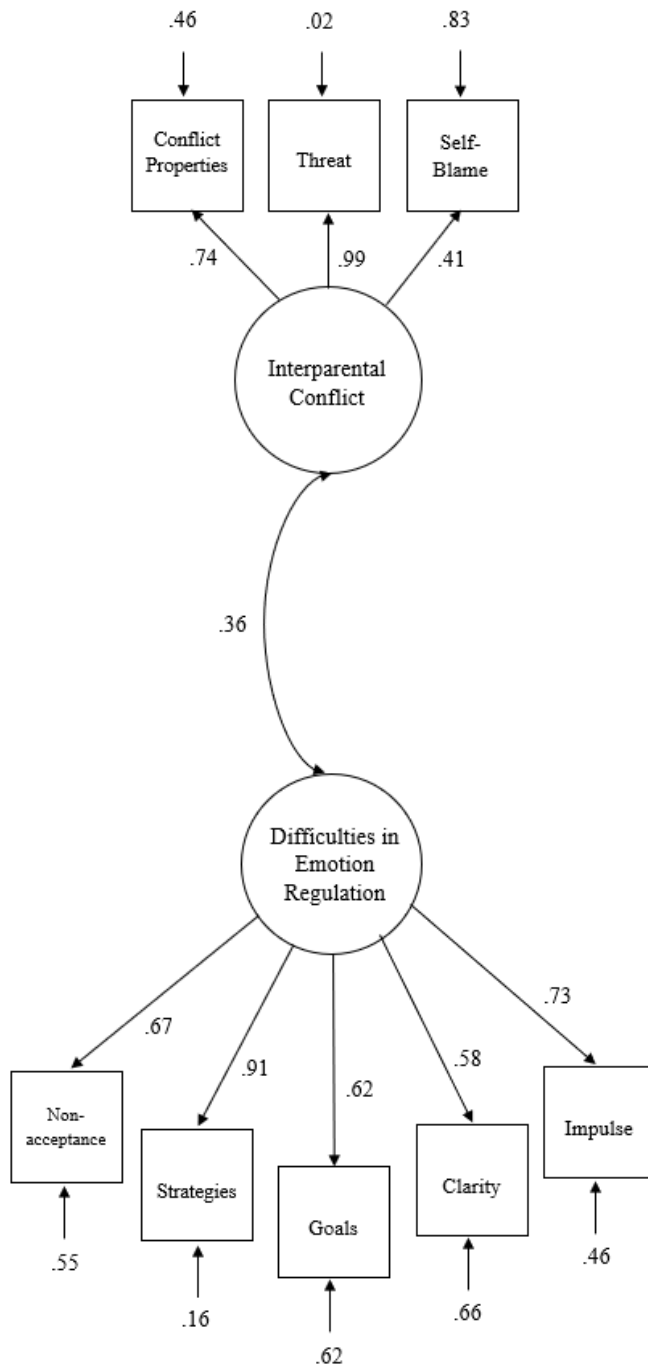 .46
.02
.83
Conflict
Properties
Threat
Self-
Blame
.74
.99
.41
Interparental
Conflict
.36
Difficulties in
Emotion
Regulation
.67
.91
.62
.58
.73
Non-
acceptance
Strategies
Goals
Clarity
Impulse
.55
.16
.62
.66
.46